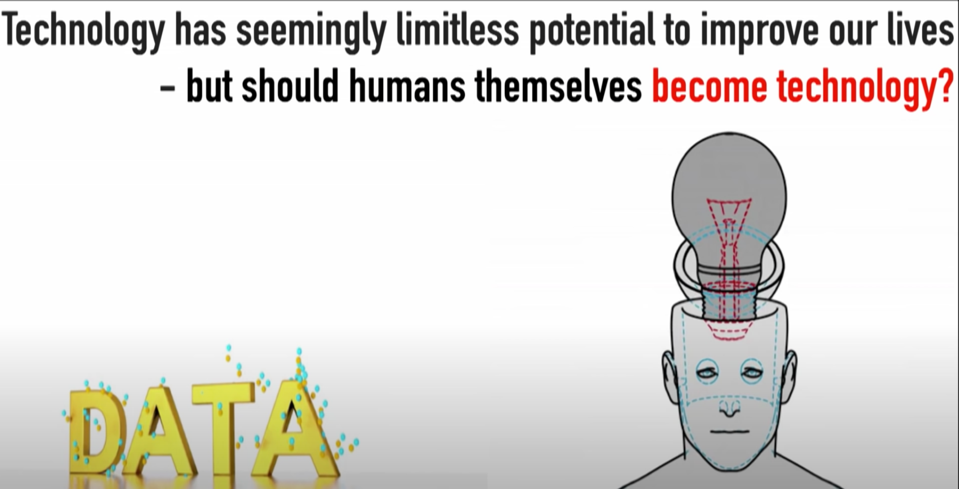 Technology has seemingly limitless potential to improve our lives
– but should humans themselves become technology?
DATA